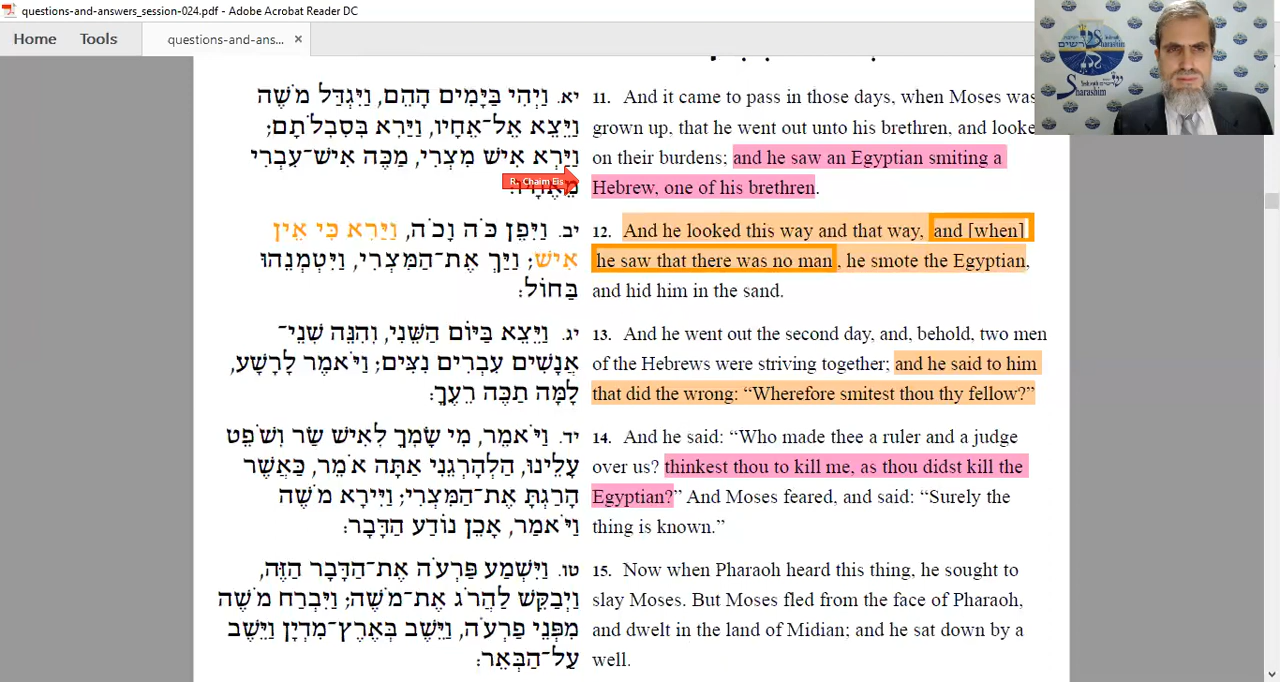 questions-and-answers_session-024.pdf - Adobe Acrobat Reader DC
Home Tools questions-and-ans... ×
Sharashim
שרשים
Sharashim
יא. וַיְהִי בַּיָּמִים הָהֵם, וַיִּגְדַּל מֹשֶׁה
וַיֵּצֵא אֶל־אֶחָיו, וַיַּרְא בְּסִבְלֹתָם;
וַיַּרְא אִישׁ מִצְרִי, מַכֶּה אִישׁ־עִבְרִי
מֵאֶחָיו:
R. Chaim Eis
11. And it came to pass in those days, when Moses was
grown up, that he went out unto his brethren, and looke
on their burdens; and he saw an Egyptian smiting a
Hebrew, one of his brethren.
יב. וַיִּפֶן כֹּה וָכֹה, וַיַּרְא כִּי אֵין
אִישׁ; וַיַּךְ אֶת־הַמִּצְרִי, וַיִּטְמְנֵהוּ
בַּחוֹל:
12. And he looked this way and that way, and [when]
he saw that there was no man, he smote the Egyptian,
and hid him in the sand.
יג. וַיֵּצֵא בַּיּוֹם הַשֵּׁנִי, וְהִנֵּה שְׁנֵי־
אֲנָשִׁים עִבְרִים נִצִּים; וַיֹּאמֶר לָרָשָׁע,
לָמָּה תַכֶּה רֵעֶךָ:
13. And he went out the second day, and, behold, two men
of the Hebrews were striving together; and he said to him
that did the wrong: “Wherefore smitest thou thy fellow?”
יד. וַיֹּאמֶר, מִי שָׂמְךָ לְאִישׁ שַׂר וְשֹׁפֵט
עָלֵינוּ, הַלְהָרְגֵנִי אַתָּה אֹמֵר, כַּאֲשֶׁר
הָרַגְתָּ אֶת־הַמִּצְרִי; וַיִּירָא מֹשֶׁה
וַיֹּאמַר, אָכֵן נוֹדַע הַדָּבָר:
14. And he said: “Who made thee a ruler and a judge
over us? thinkest thou to kill me, as thou didst kill the
Egyptian?” And Moses feared, and said: “Surely the
thing is known.”
טו. וַיִּשְׁמַע פַּרְעֹה אֶת־הַדָּבָר הַזֶּה,
וַיְבַקֵּשׁ לַהֲרֹג אֶת־מֹשֶׁה; וַיִּבְרַח מֹשֶׁה
מִפְּנֵי פַרְעֹה, וַיֵּשֶׁב בְּאֶרֶץ־מִדְיָן וַיֵּשֶׁב
עַל־הַבְּאֵר:
15. Now when Pharaoh heard this thing, he sought to
slay Moses. But Moses fled from the face of Pharaoh,
and dwelt in the land of Midian; and he sat down by a
well.